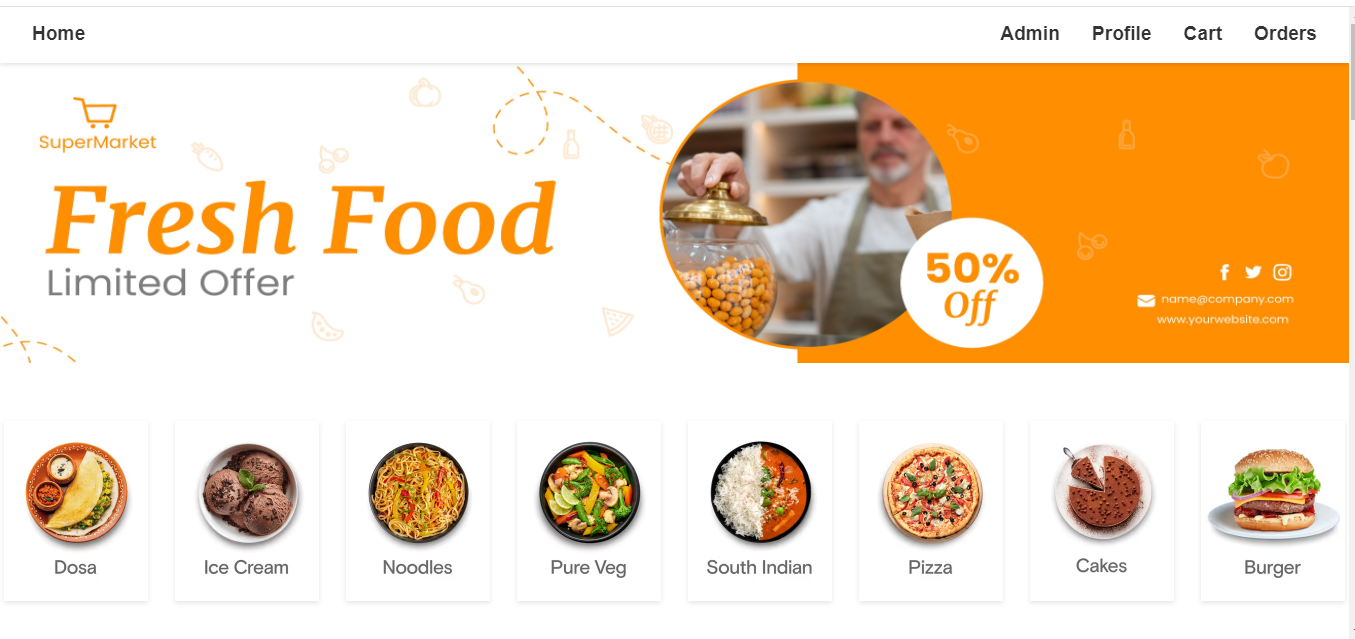 Home Admin Profile Cart Orders
SuperMarket
Fresh Food
Limited Offer
50%
Off
name@company.com
www.yourwebsite.com
Dosa Ice Cream Noodles Pure Veg South Indian Pizza Cakes Burger